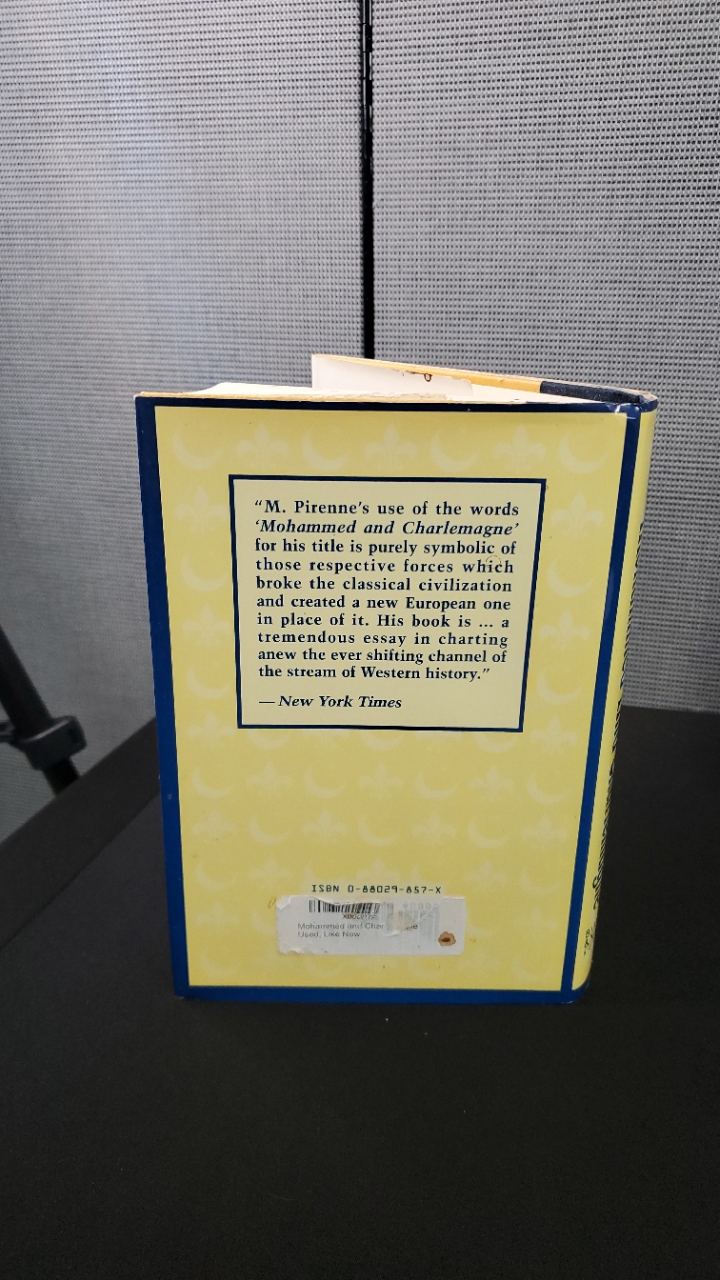 “M. Pirenne's use of the words
‘Mohammed and Charlemagne’
for his title is purely symbolic of
those respective forces which
broke the classical civilization
and created a new European one
in place of it. His book is ... a
tremendous essay in charting
anew the ever shifting channel of
the stream of Western history.”
— New York Times
ISBN 0-88029-857-X
Mohammed and
Used, Like New